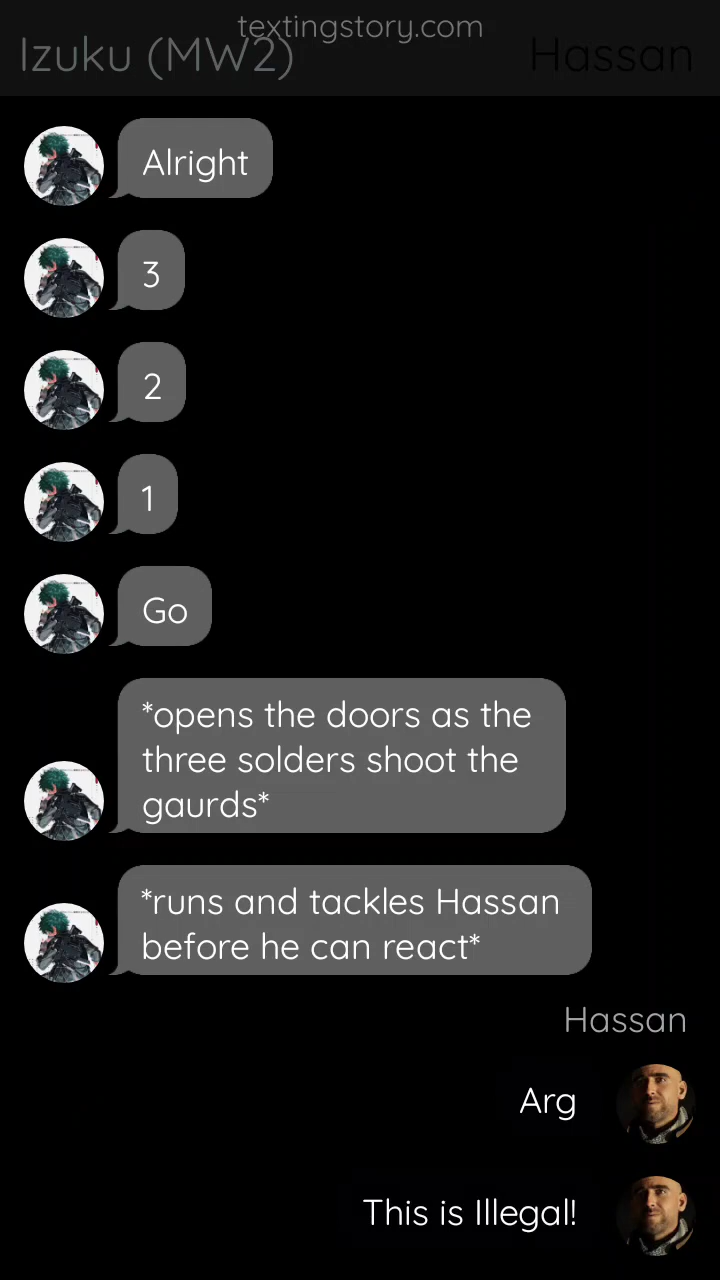 textingstory.com
Izuku (MW2)
Hassan
Alright
3
2
1
Go
*opens the doors as the
three solders shoot the
gaurds*
*runs and tackles Hassan
before he can react*
Hassan
Arg
This is Illegal!